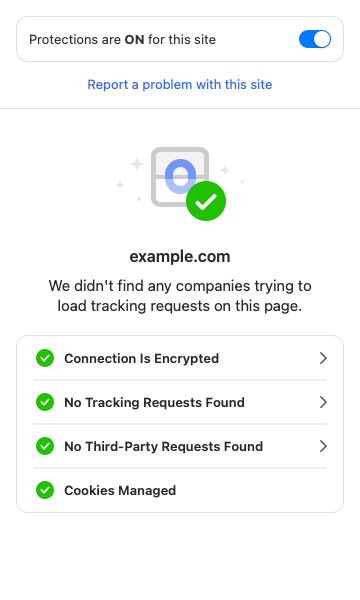 Protections are ON for this site
Report a problem with this site
example.com
We didn't find any companies trying to
load tracking requests on this page.
Connection Is Encrypted
No Tracking Requests Found
No Third-Party Requests Found
Cookies Managed